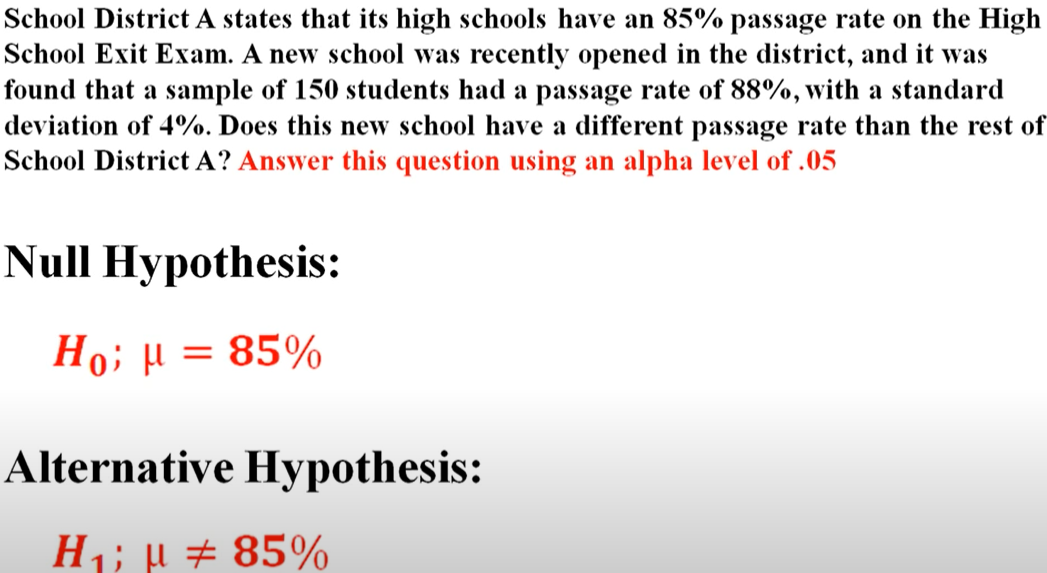 School District A states that its high schools have an 85% passage rate on the High
School Exit Exam. A new school was recently opened in the district, and it was
found that a sample of 150 students had a passage rate of 88%, with a standard
deviation of 4%. Does this new school have a different passage rate than the rest of
School District A? Answer this question using an alpha level of .05
Null Hypothesis:
H₀; μ = 85%
Alternative Hypothesis:
H₁; μ ≠ 85%